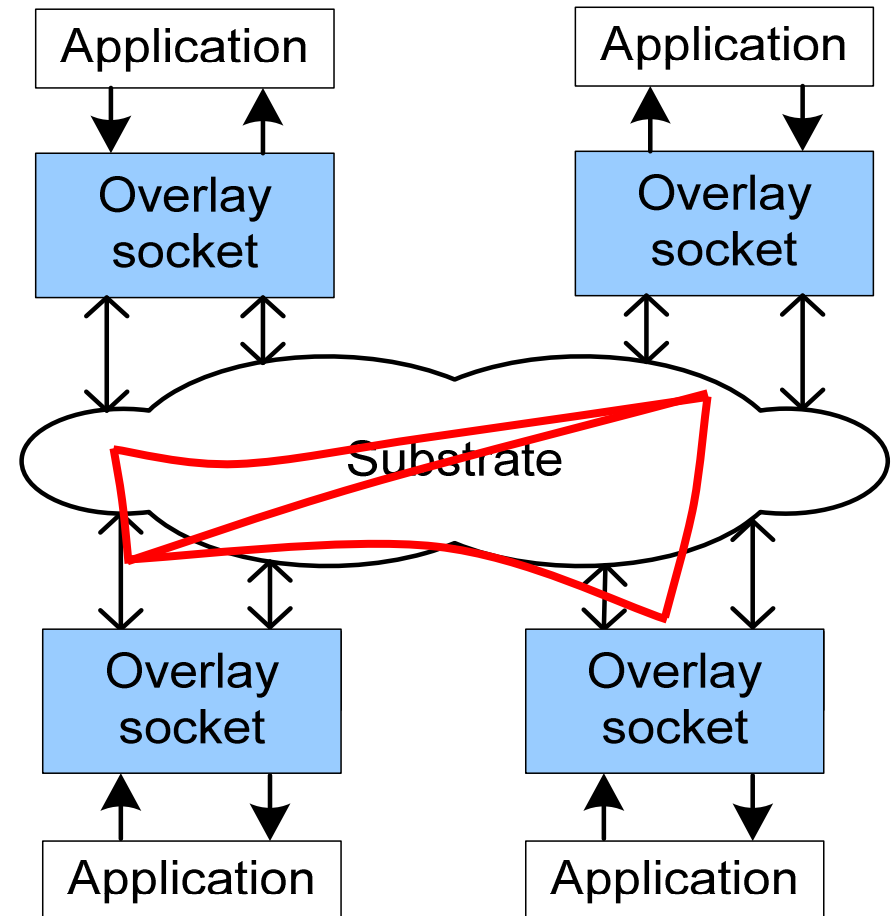 Application
Application
Overlay
socket
Overlay
socket
Substrate
Overlay
socket
Overlay
socket
Application
Application